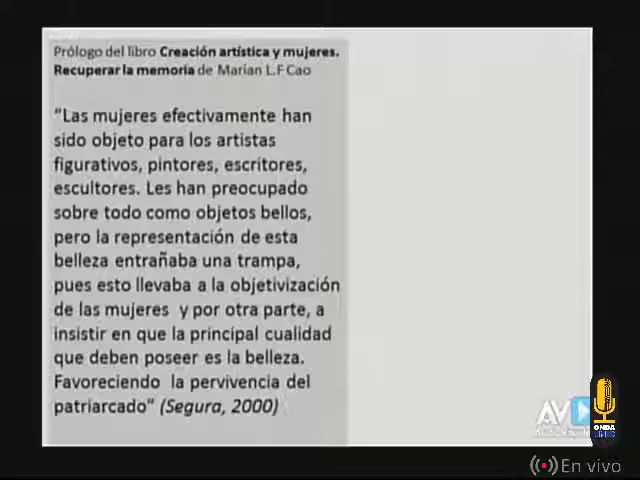 Prólogo del libro Creación artística y mujeres.
Recuperar la memoria de Marian L.F Cao
“Las mujeres efectivamente han
sido objeto para los artistas
figurativos, pintores, escritores,
escultores. Les han preocupado
sobre todo como objetos bellos,
pero la representación de esta
belleza entrañaba una trampa,
pues esto llevaba a la objetivización
de las mujeres y por otra parte, a
insistir en que la principal cualidad
que deben poseer es la belleza.
Favoreciendo la pervivencia del
patriarcado” (Segura, 2000)
AV
ONDA
En vivo